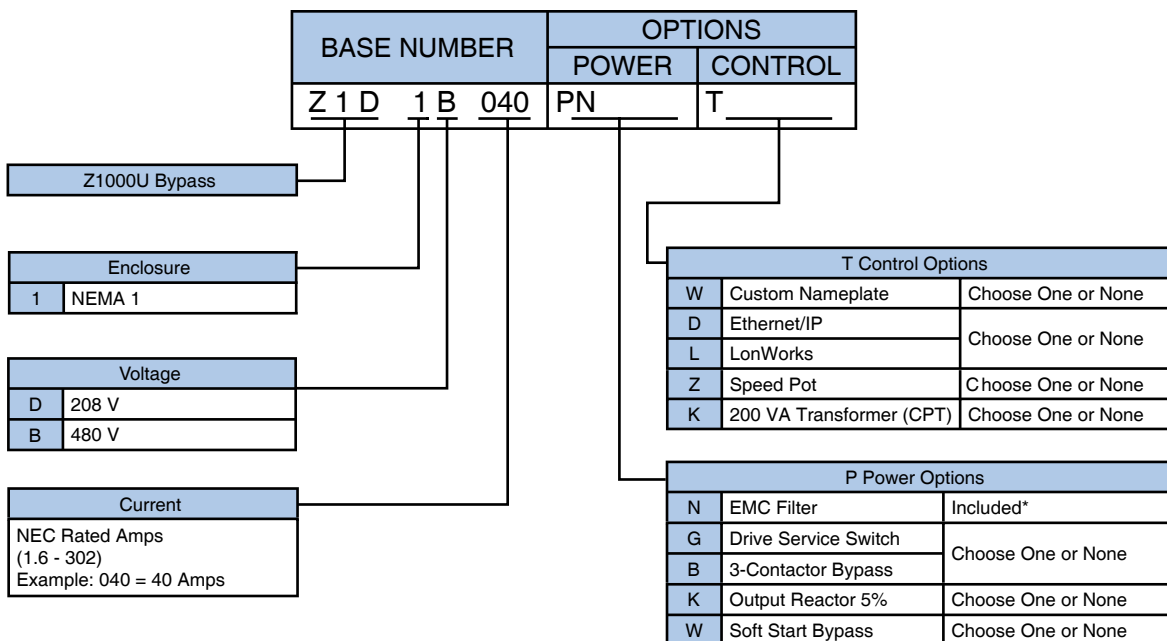 BASE NUMBER
OPTIONS
POWER CONTROL
Z 1 D 1 B 040 PN T
Z1000U Bypass
Enclosure
1 NEMA 1
Voltage
D 208 V
B 480 V
Current
NEC Rated Amps
(1.6 - 302)
Example: 040 = 40 Amps
T Control Options
W Custom Nameplate Choose One or None
D Ethernet/IP Choose One or None
L LonWorks
Z Speed Pot Choose One or None
K 200 VA Transformer (CPT) Choose One or None
P Power Options
N EMC Filter Included*
G Drive Service Switch Choose One or None
B 3-Contactor Bypass
K Output Reactor 5% Choose One or None
W Soft Start Bypass Choose One or None